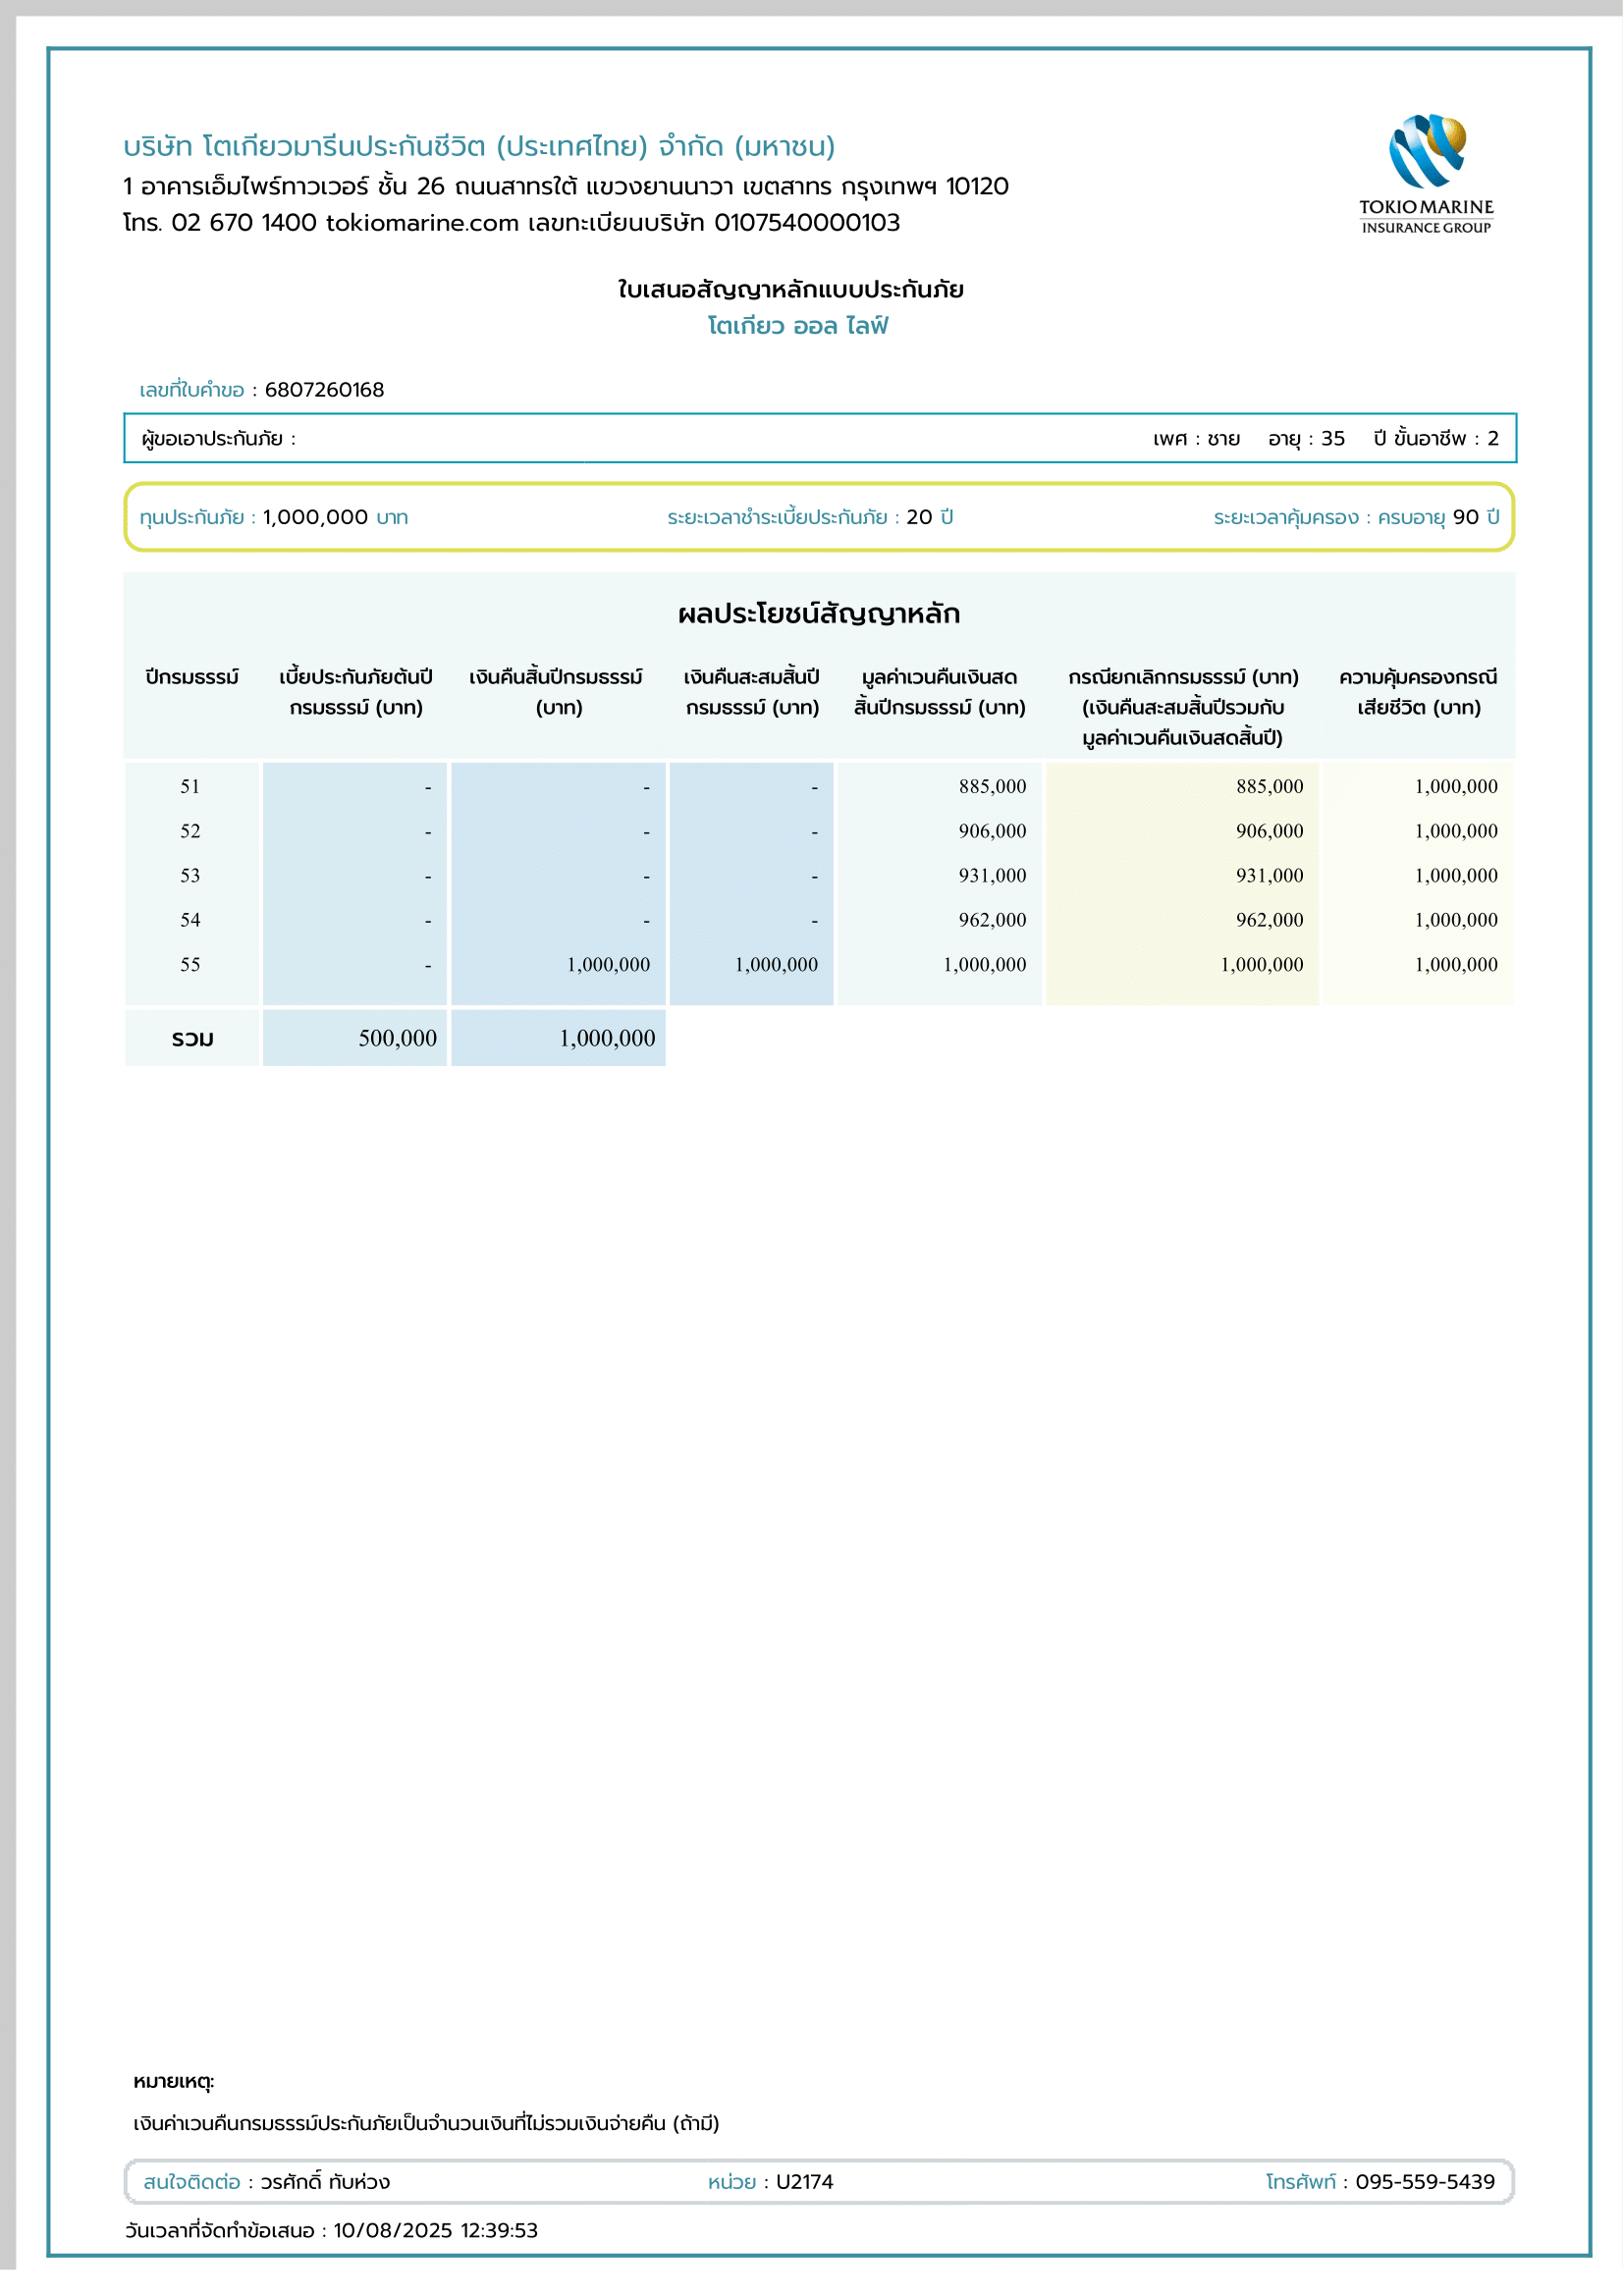 บริษัท โตเกียวมารีนประกันชีวิต (ประเทศไทย) จำกัด (มหาชน)
1 อาคารเอ็มไพร์ทาวเวอร์ ชั้น 26 ถนนสาทรใต้ แขวงยานนาวา เขตสาทร กรุงเทพฯ 10120
โทร. 02 670 1400 tokiomarine.com เลขทะเบียนบริษัท 0107540000103
TOKIO MARINE
INSURANCE GROUP
ใบเสนอสัญญาหลักแบบประกันภัย
โตเกียว ออล ไลฟ์
เลขที่ใบคำขอ : 6807260168
ผู้ขอเอาประกันภัย : เพศ : ชาย อายุ : 35 ปี ขั้นอาชีพ : 2
ทุนประกันภัย : 1,000,000 บาท ระยะเวลาชำระเบี้ยประกันภัย : 20 ปี ระยะเวลาคุ้มครอง : ครบอายุ 90 ปี
ผลประโยชน์สัญญาหลัก
ปีกรมธรรม์ เบี้ยประกันภัยต้นปี เงินคืนสิ้นปีกรมธรรม์ เงินคืนสะสมสิ้นปี มูลค่าเวนคืนเงินสด กรณียกเลิกกรมธรรม์ (บาท) ความคุ้มครองกรณี
กรมธรรม์ (บาท) (บาท) กรมธรรม์ (บาท) สิ้นปีกรมธรรม์ (บาท) (เงินคืนสะสมสิ้นปีรวมกับ เสียชีวิต (บาท)
มูลค่าเวนคืนเงินสดสิ้นปี)
51 - - - 885,000 885,000 1,000,000
52 - - - 906,000 906,000 1,000,000
53 - - - 931,000 931,000 1,000,000
54 - - - 962,000 962,000 1,000,000
55 - 1,000,000 1,000,000 1,000,000 1,000,000 1,000,000
รวม 500,000 1,000,000
หมายเหตุ:
เงินค่าเวนคืนกรมธรรม์ประกันภัยเป็นจำนวนเงินที่ไม่รวมเงินจ่ายคืน (ถ้ามี)
สนใจติดต่อ : วรศักดิ์ ทับห่วง หน่วย : U2174 โทรศัพท์ : 095-559-5439
วันเวลาที่จัดทำข้อเสนอ : 10/08/2025 12:39:53